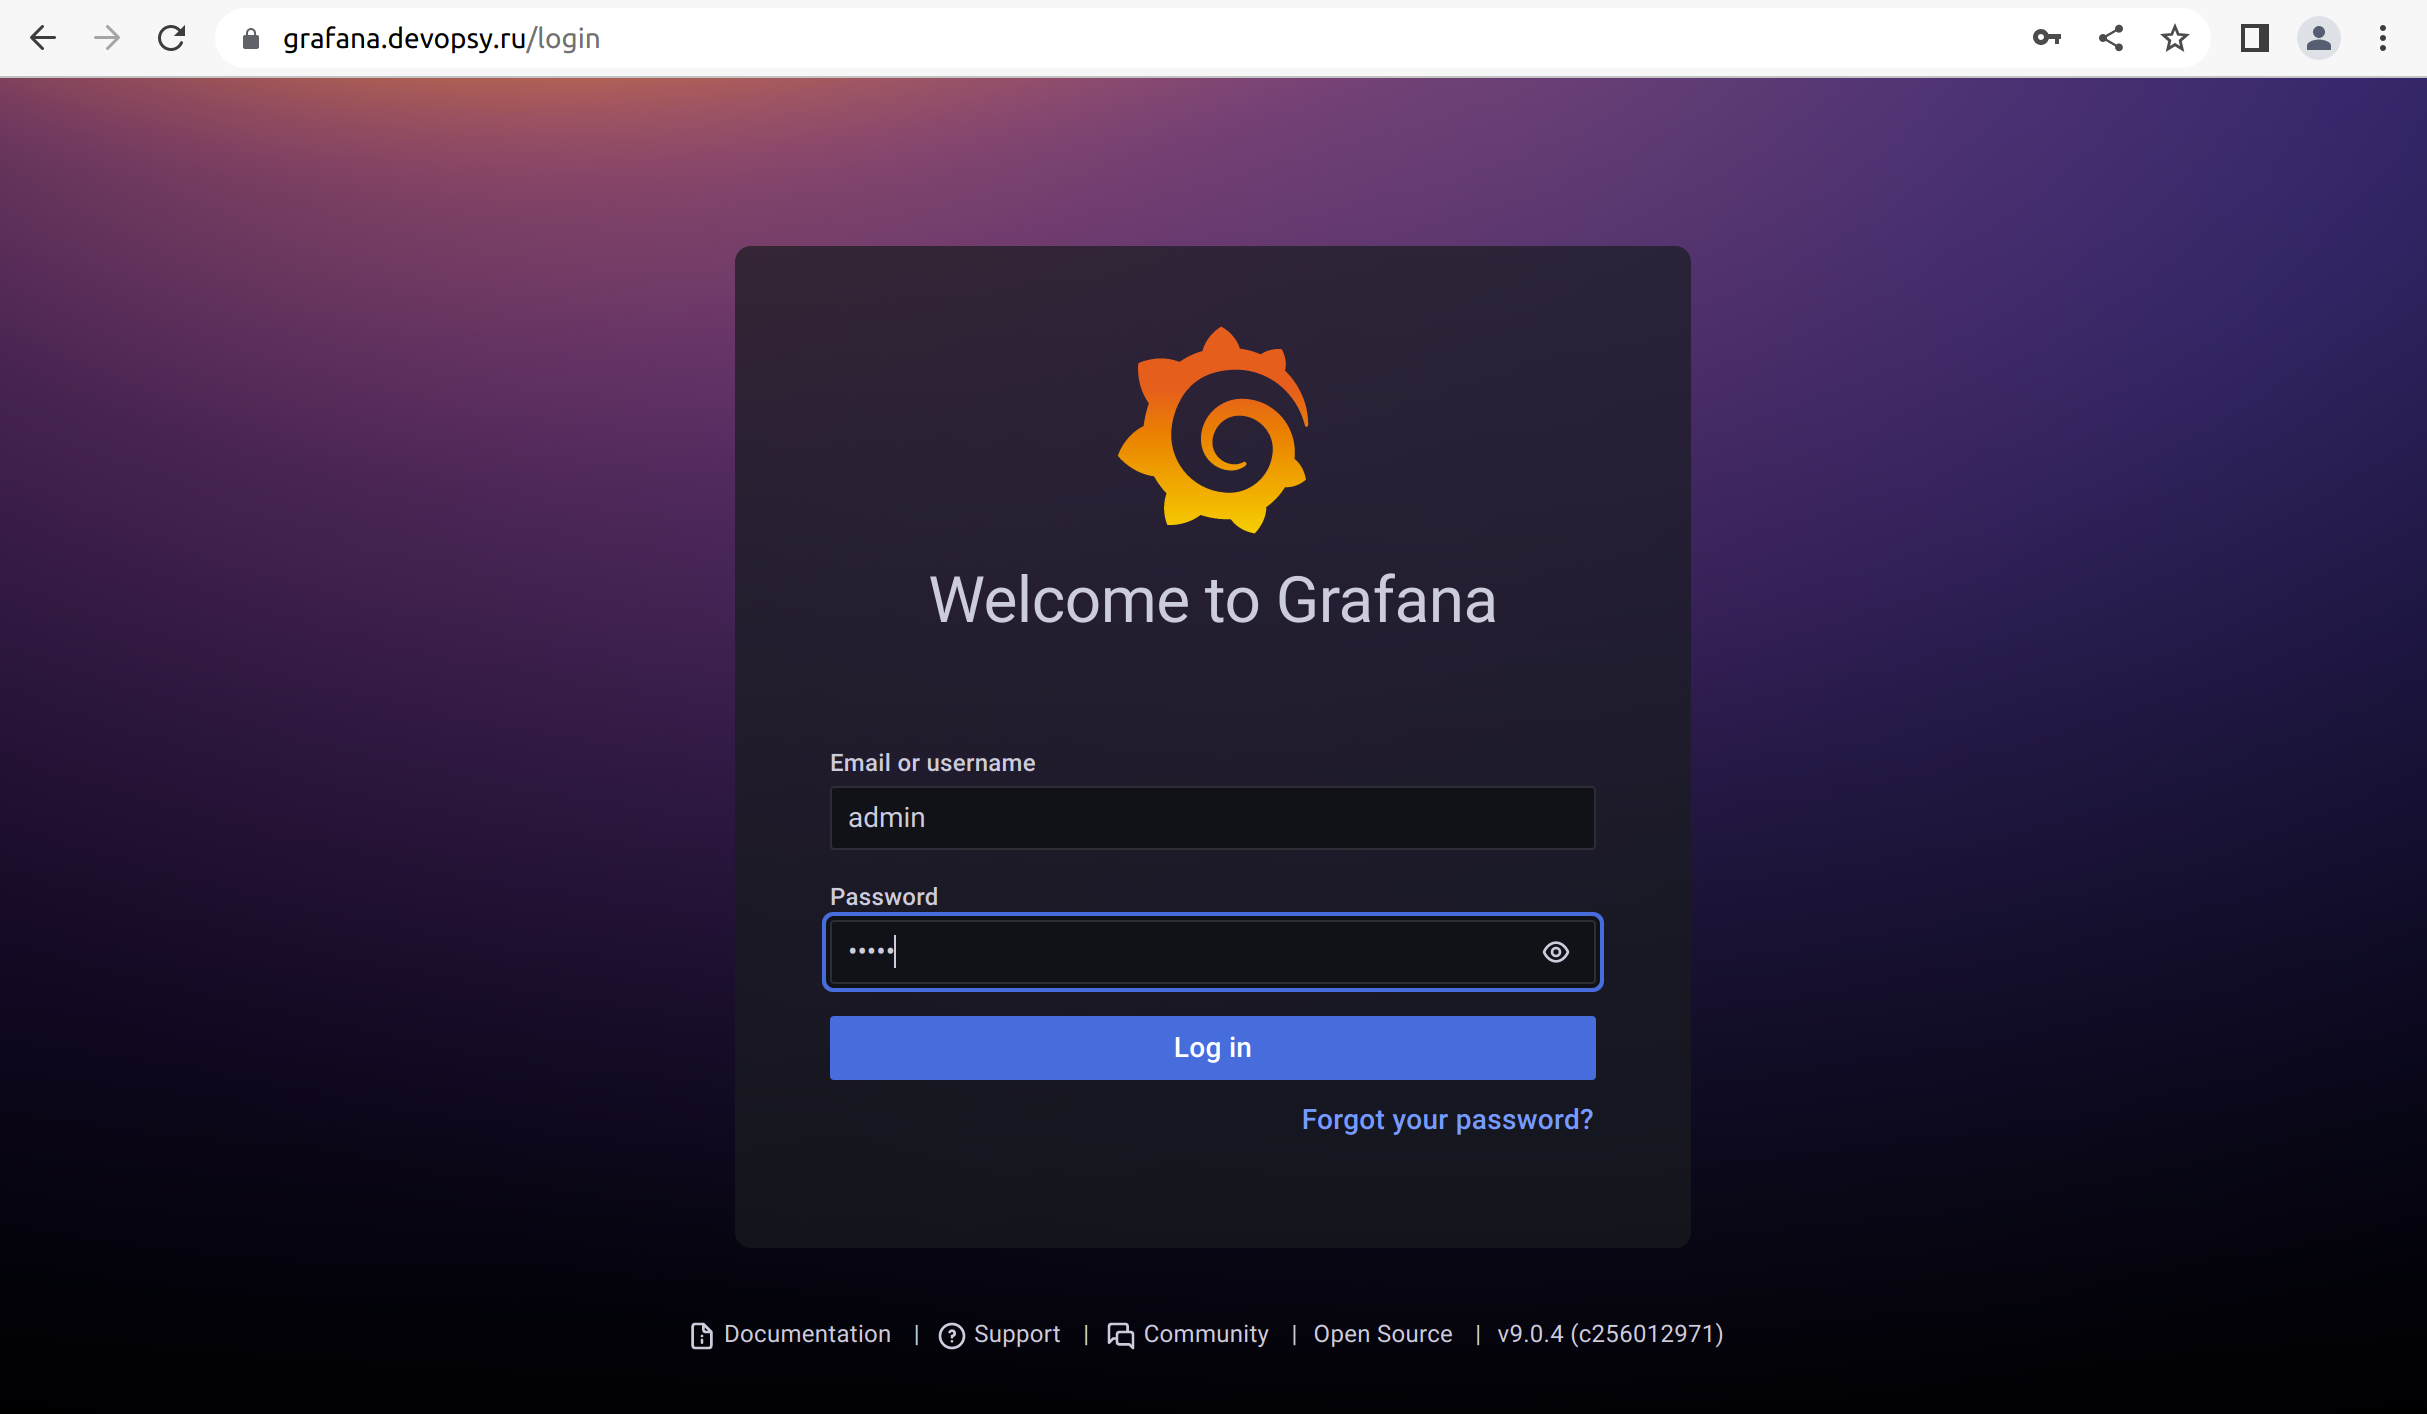 grafana.devopsy.ru/login
Welcome to Grafana
Email or username
admin
Password
•••••
Log in
Forgot your password?
Documentation | Support | Community | Open Source | v9.0.4 (c256012971)